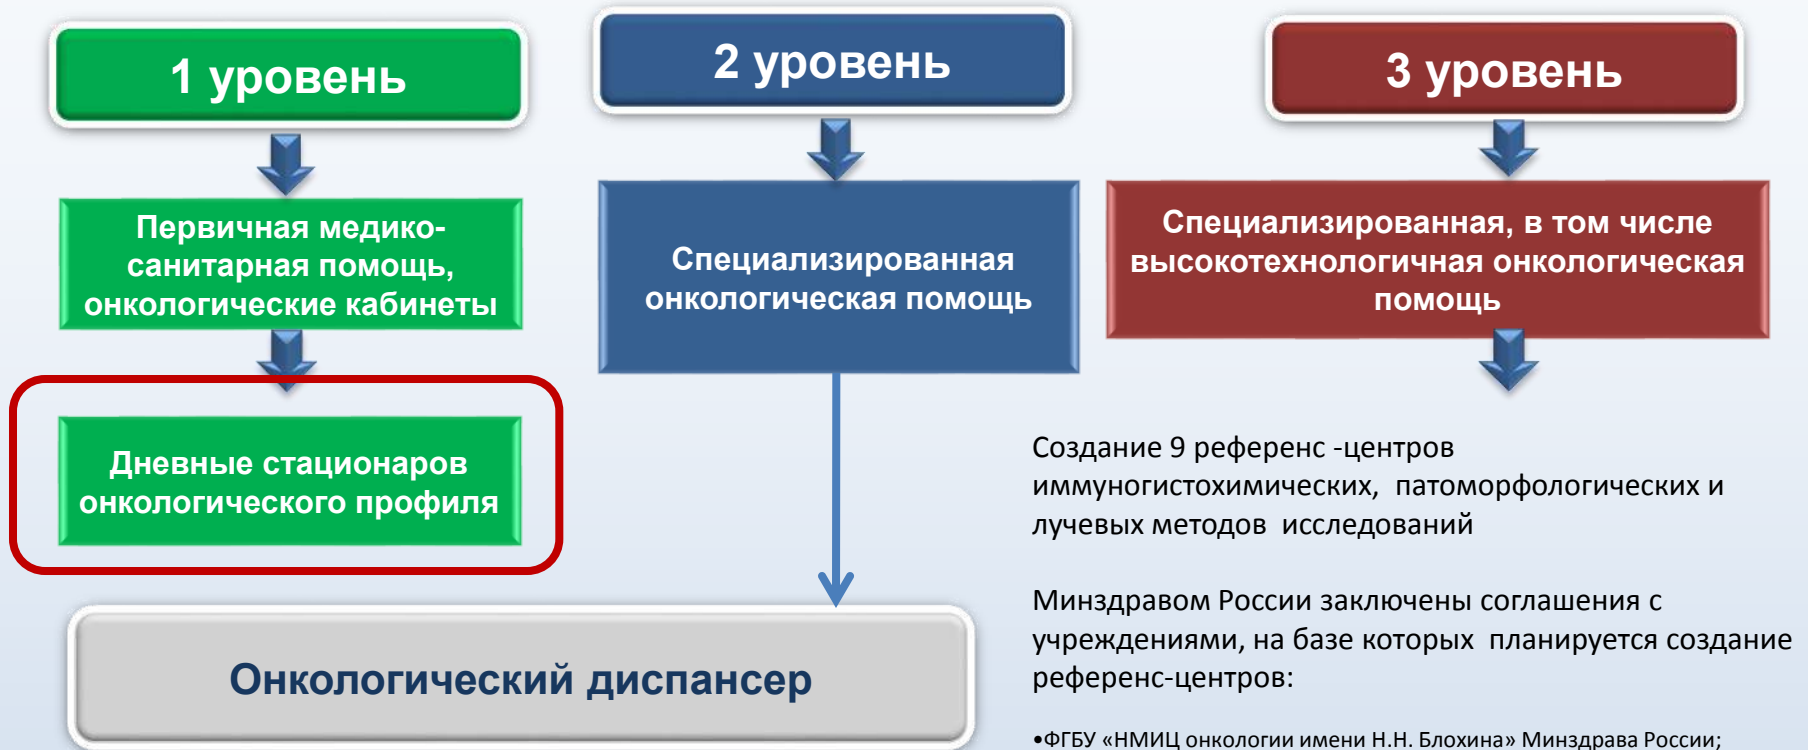 1 уровень
Первичная медико-
санитарная помощь,
онкологические кабинеты
Дневные стационаров
онкологического профиля
2 уровень
Специализированная
онкологическая помощь
Онкологический диспансер
3 уровень
Специализированная, в том числе
высокотехнологичная онкологическая
помощь
Создание 9 референс -центров
иммуногистохимических, патоморфологических и
лучевых методов исследований
Минздравом России заключены соглашения с
учреждениями, на базе которых планируется создание
референс-центров:
•ФГБУ «НМИЦ онкологии имени Н.Н. Блохина» Минздрава России;